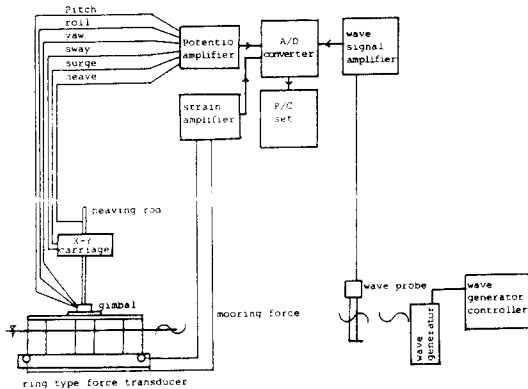 Pitch
roll
yaw
sway
surge
heave
Potentio
amplifier
A/D
converter
wave
signal
amplifier
strain
amplifier
P/C
set
heaving rod
X-Y
carriage
gimbal
mooring force
wave probe
wave
generator
wave
generator
controller
ring type force transducer